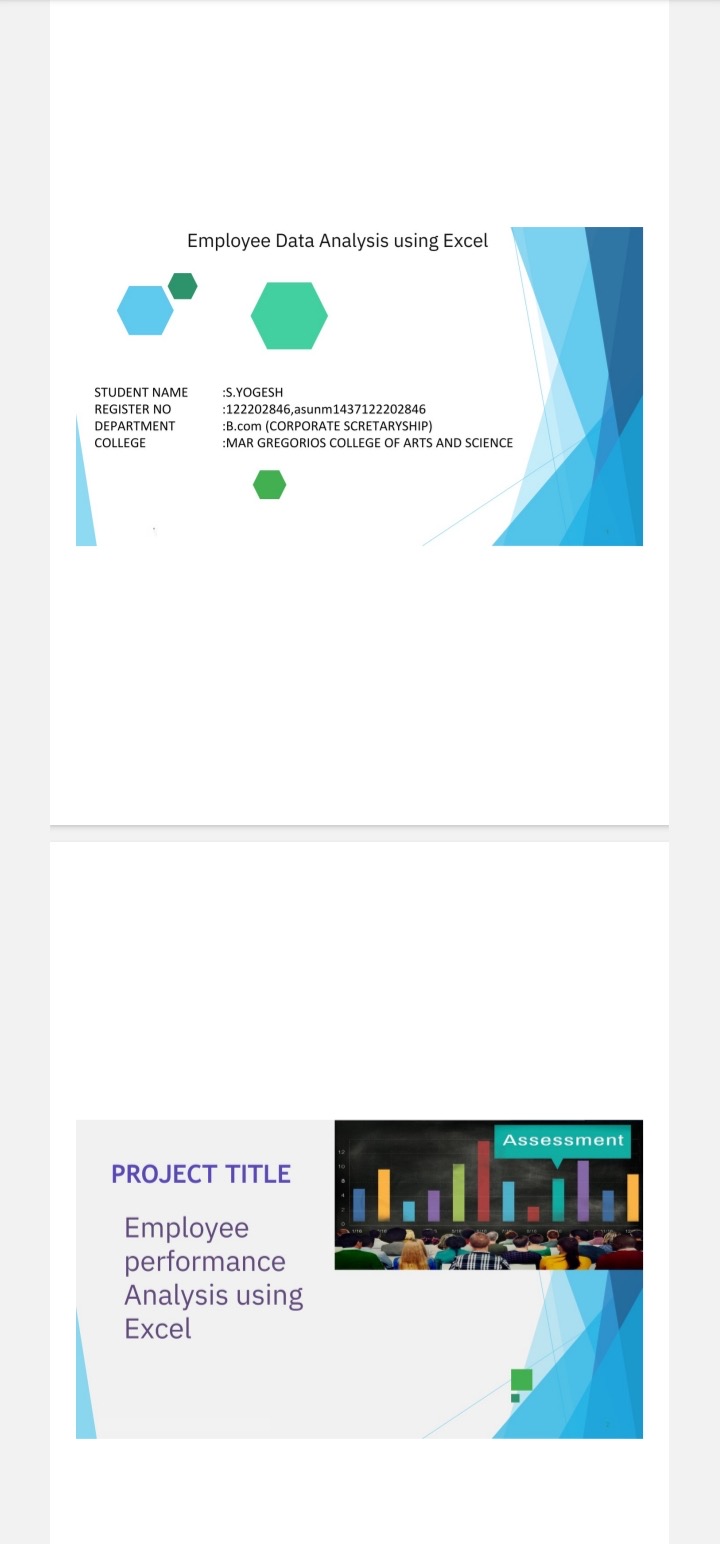 Employee Data Analysis using Excel
STUDENT NAME :S.YOGESH
REGISTER NO :122202846,asunm1437122202846
DEPARTMENT :B.com (CORPORATE SCRETARYSHIP)
COLLEGE :MAR GREGORIOS COLLEGE OF ARTS AND SCIENCE
Assessment
PROJECT TITLE
Employee
performance
Analysis using
Excel